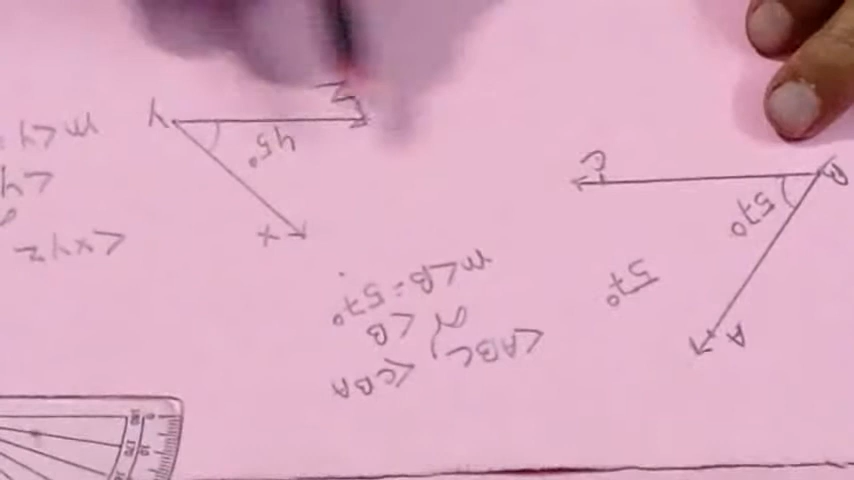 ∠ABC, ∠CBA
or ∠B
m∠B = 57°
57°
A
57°
B
C
∠XYZ
X
45°
Y
Z